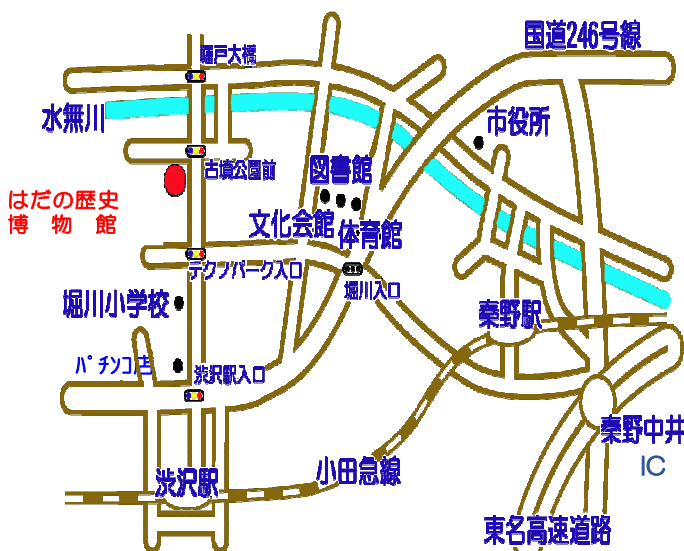 国道246号線
堀戸大橋
水無川
市役所
古墳公園前
図書館
はだの歴史
博物館
文化会館
体育館
テクノパーク入口
堀川入口
堀川小学校
秦野駅
パチンコ店
渋沢駅入口
秦野中井
IC
小田急線
渋沢駅
東名高速道路